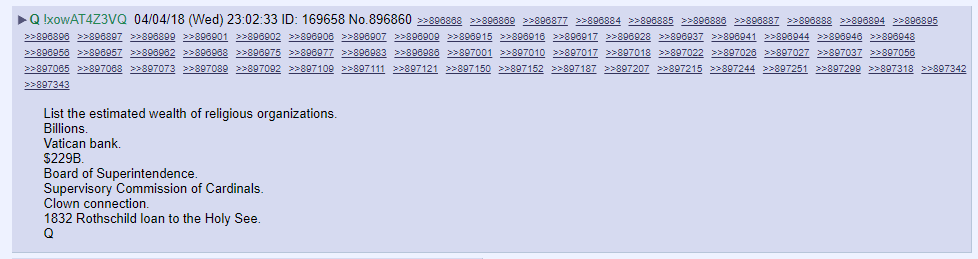 ▶Q !xowAT4Z3VQ 04/04/18 (Wed) 23:02:33 ID: 169658 No.896860 >>896868 >>896869 >>896877 >>896884 >>896885 >>896886 >>896887 >>896888 >>896894 >>896895
>>896896 >>896897 >>896899 >>896901 >>896902 >>896906 >>896907 >>896909 >>896915 >>896916 >>896917 >>896928 >>896937 >>896941 >>896944 >>896946 >>896948
>>896956 >>896957 >>896962 >>896968 >>896975 >>896977 >>896983 >>896986 >>897001 >>897010 >>897017 >>897018 >>897022 >>897026 >>897027 >>897037 >>897056
>>897065 >>897068 >>897073 >>897089 >>897092 >>897109 >>897111 >>897121 >>897150 >>897152 >>897187 >>897207 >>897215 >>897244 >>897251 >>897299 >>897318 >>897342
>>897343
List the estimated wealth of religious organizations.
Billions.
Vatican bank.
$229B.
Board of Superintendence.
Supervisory Commission of Cardinals.
Clown connection.
1832 Rothschild loan to the Holy See.
Q